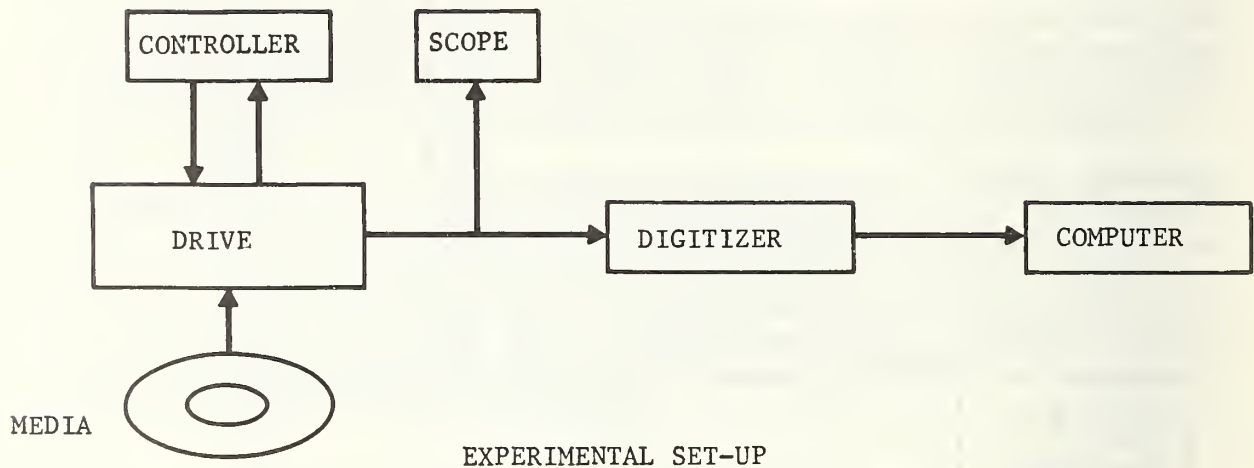 CONTROLLER
SCOPE
DRIVE
DIGITIZER
COMPUTER
MEDIA
EXPERIMENTAL SET-UP